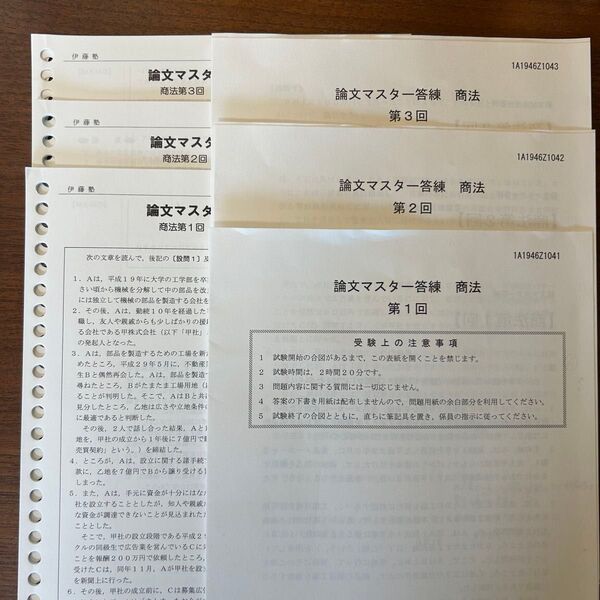 伊藤塾
論文マスタ
商法第3回
伊藤塾
論文マスタ
商法第2回
伊藤塾
論文マスタ
商法第1回
次の文章を読んで，後記の〔設問1〕及
1．Aは，平成19年に大学の工学部を卒
さい頃から機械を分解して中の部品を改
には独立して機械の部品を製造する会社を
2．その後，Aは，勤続10年を経過した
職し，友人や親戚からも少しばかりの援
る会社である甲株式会社（以下「甲社」
の発起人となった。
3．Aは，部品を製造するための工場を新
めたところ，平成29年5月に，不動産
生Bと偶然再会した。Aは，部品を製造
尋ねたところ，Bがたまたま工場用地（
ることが判明した。そこで，AはBと共
見分したところ，乙地は広さや立地条件
に最適であると判断した。
その後，2人で話し合った結果，Aと
地を，甲社の成立から1年後に7億円で
売買契約」という。）を締結した。
4．ところが，Aは，設立に関する諸手続
款に，乙地を7億円でBから譲り受ける
しまった。
5．また，Aは，手元に資金が十分にはな
社を設立することとしたが，知人や親戚
な資金が調達できないことが見込まれた
こととした。
そこで，甲社の設立段階である平成2
クルの同級生で広告業を営んでいるCに
ことを報酬200万円で依頼したところ，
受けたCは，同年11月，Aが甲社
を新聞上に行った。
6．その後，甲社の成立前に，Cは募集広
1A1946Z1043
論文マスター答練　商法
第3回
1A1946Z1042
論文マスター答練　商法
第2回
1A1946Z1041
論文マスター答練　商法
第1回
受験上の注意事項
1　試験開始の合図があるまで，この表紙を開くことを禁じます。
2　試験時間は，2時間20分です。
3　問題内容に関する質問には一切応じません。
4　答案の下書き用紙は配布しませんので，問題用紙の余白部分を利用してください。
5　試験終了の合図とともに，直ちに筆記具を置き，係員の指示に従ってください。